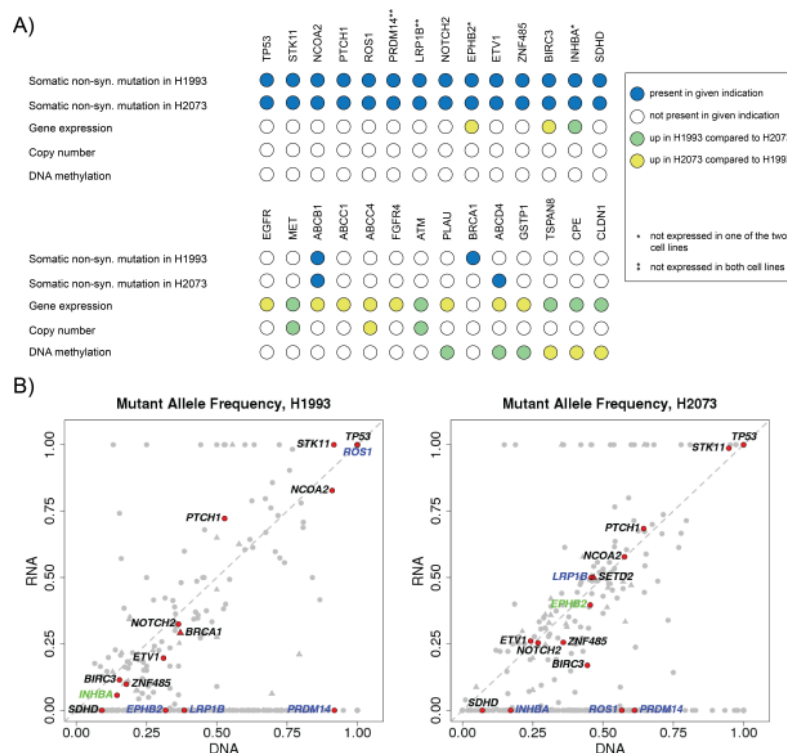 A)
TP53 STK11 NCOA2 PTCH1 ROS1 PRDM14** LRP1B** NOTCH2 EPHB2* ETV1 ZNF485 BIRC3 INHBA* SDHD
Somatic non-syn. mutation in H1993
Somatic non-syn. mutation in H2073
Gene expression
Copy number
DNA methylation
present in given indication
not present in given indication
up in H1993 compared to H2073
up in H2073 compared to H199
* not expressed in one of the two
cell lines
not expressed in both cell lines
EGFR MET ABCB1 ABCC1 ABCC4 FGFR4 ATM PLAU BRCA1 ABCD4 GSTP1 TSPAN8 CPE CLDN1
Somatic non-syn. mutation in H1993
Somatic non-syn. mutation in H2073
Gene expression
Copy number
DNA methylation
B)
Mutant Allele Frequency, H1993
RNA
1.00
0.75
0.50
0.25
0.00
TP53
STK11
ROS1
NCOA2
PTCH1
NOTCH2
BRCA1
ETV1
BIRC3
ZNF485
INHBA
SDHD EPHB2 LRP1B PRDM14
0.00 0.25 0.50 0.75 1.00
DNA
Mutant Allele Frequency, H2073
RNA
1.00
0.75
0.50
0.25
0.00
TP53
STK11
PTCH1
NCOA2
LRP1B SETD2
EPHB2
ETV1 ZNF485
NOTCH2
BIRC3
SDHD
INHBA ROS1 PRDM14
0.00 0.25 0.50 0.75 1.00
DNA